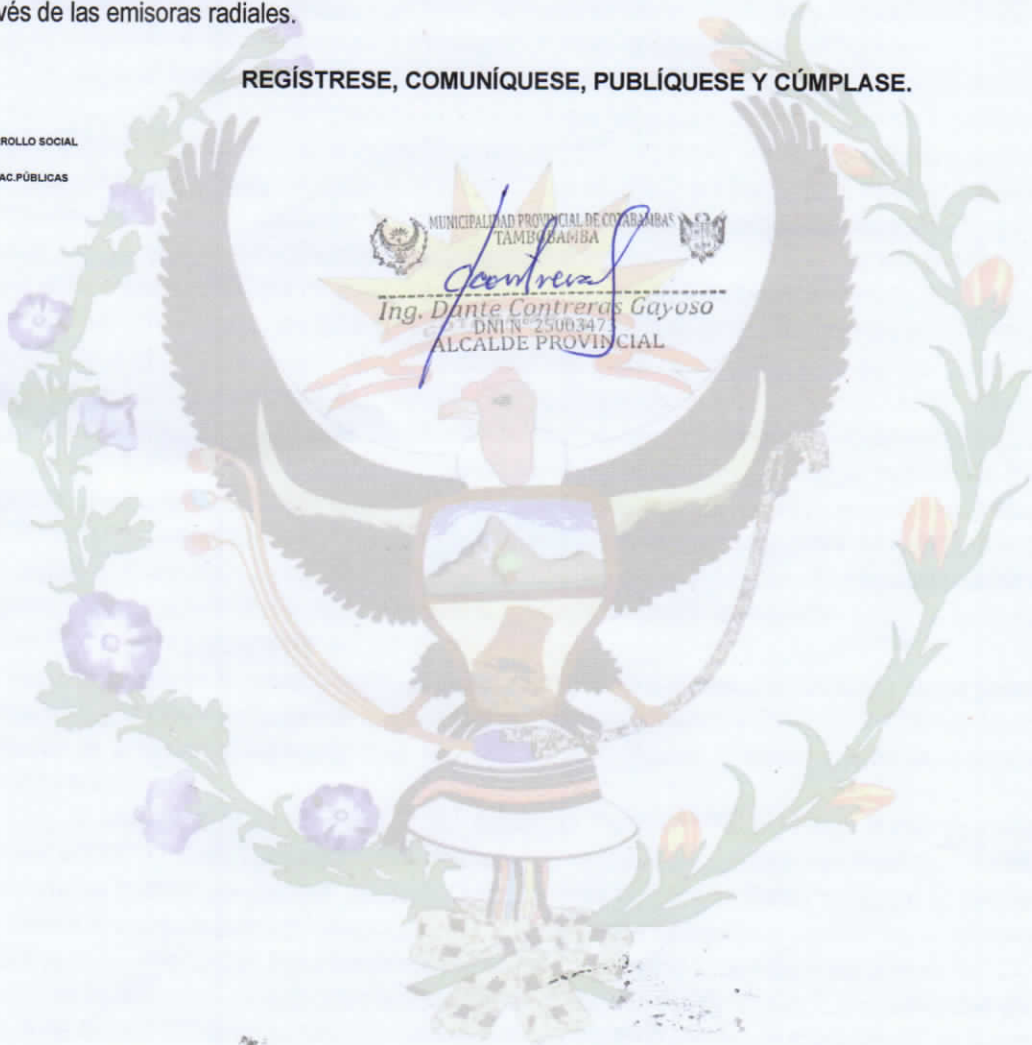 vés de las emisoras radiales.
REGÍSTRESE, COMUNÍQUESE, PUBLÍQUESE Y CÚMPLASE.
ROLLO SOCIAL
AC.PÚBLICAS
MUNICIPALIDAD PROVINCIAL DE COTABAMBAS
TAMBOBAMBA
Ing. Dante Contreras Gayoso
DNI N° 25003473
ALCALDE PROVINCIAL